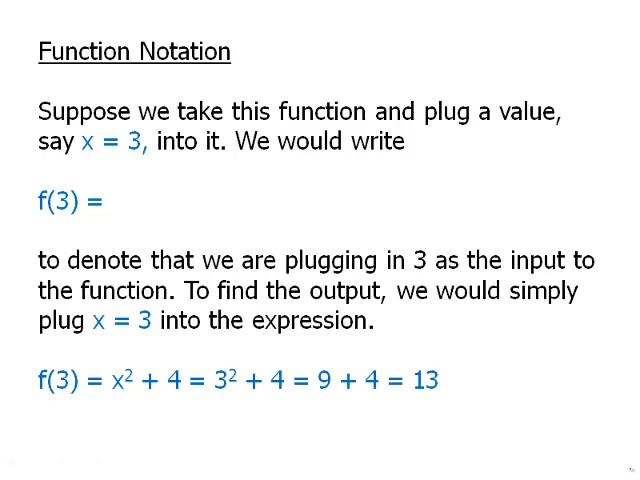 Function Notation
Suppose we take this function and plug a value,
say x = 3, into it. We would write
f(3) =
to denote that we are plugging in 3 as the input to
the function. To find the output, we would simply
plug x = 3 into the expression.
f(3) = x² + 4 = 3² + 4 = 9 + 4 = 13